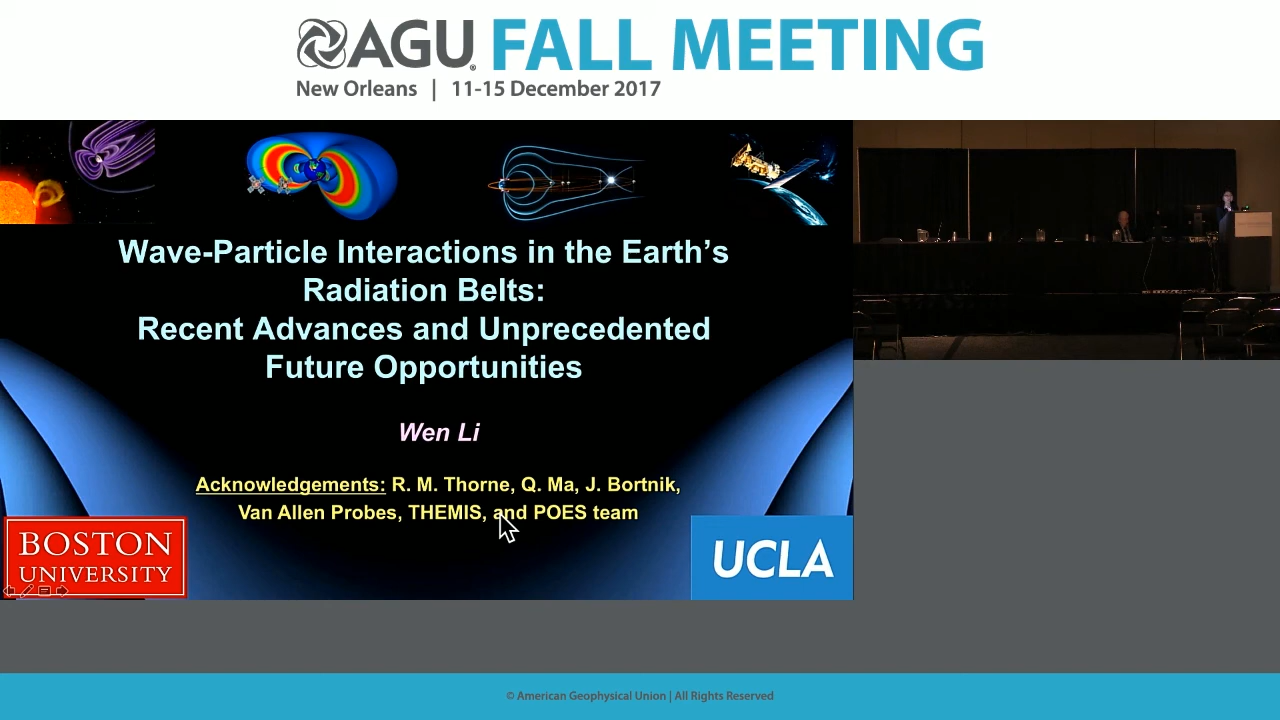 AGU FALL MEETING
New Orleans | 11-15 December 2017
Wave-Particle Interactions in the Earth’s
Radiation Belts:
Recent Advances and Unprecedented
Future Opportunities
Wen Li
Acknowledgements: R. M. Thorne, Q. Ma, J. Bortnik,
Van Allen Probes, THEMIS, and POES team
BOSTON
UNIVERSITY
UCLA
© American Geophysical Union | All Rights Reserved